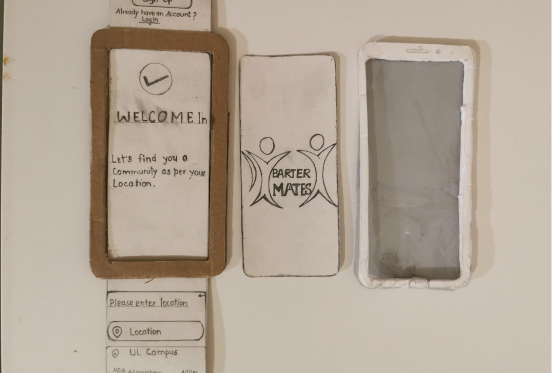 Sign Up
Already have an Account?
Login
WELCOME In
Let's find you a
Community as per your
Location.
BARTER
MATES
Please enter location
Location
UL Campus